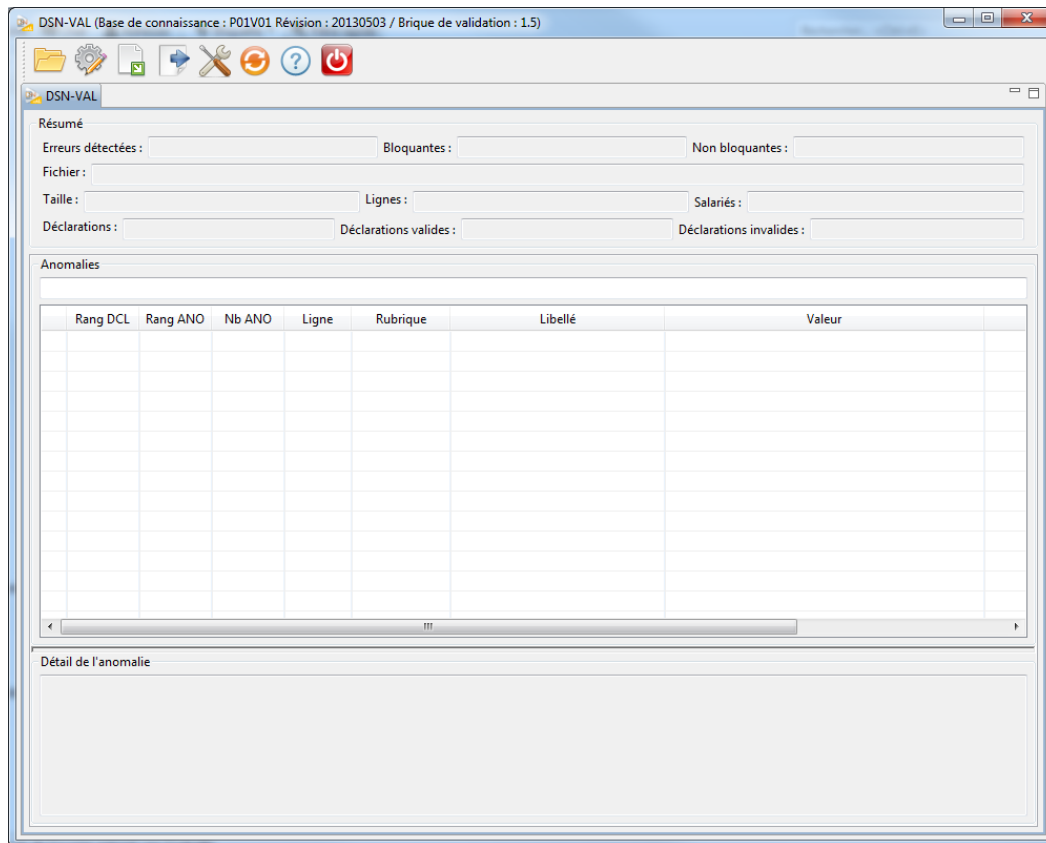 DSN-VAL (Base de connaissance : P01V01 Révision : 20130503 / Brique de validation : 1.5)
DSN-VAL
Résumé
Erreurs détectées : Bloquantes : Non bloquantes :
Fichier :
Taille : Lignes : Salariés :
Déclarations : Déclarations valides : Déclarations invalides :
Anomalies
Rang DCL Rang ANO Nb ANO Ligne Rubrique Libellé Valeur
Détail de l'anomalie